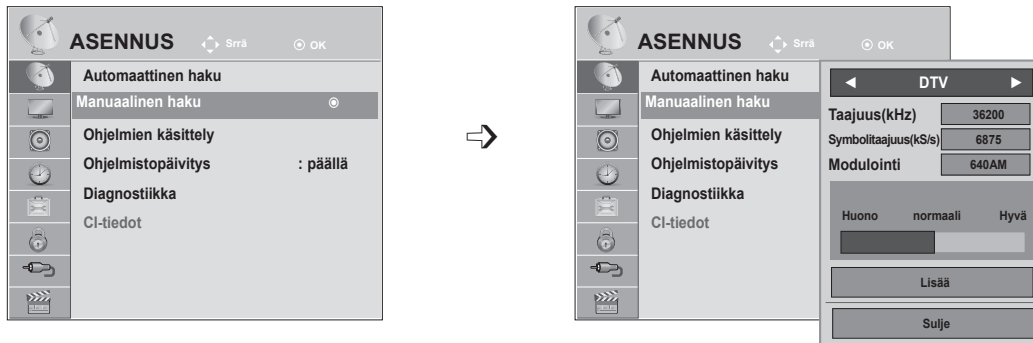 ASENNUS Srrä OK
Automaattinen haku
Manuaalinen haku
Ohjelmien käsittely
Ohjelmistopäivitys : päällä
Diagnostiikka
CI-tiedot
ASENNUS Srrä OK
Automaattinen haku
Manuaalinen haku
Ohjelmien käsittely
Ohjelmistopäivitys
Diagnostiikka
CI-tiedot
DTV
Taajuus(kHz) 36200
Symbolitaajuus(kS/s) 6875
Modulointi 640AM
Huono normaali Hyvä
Lisää
Sulje